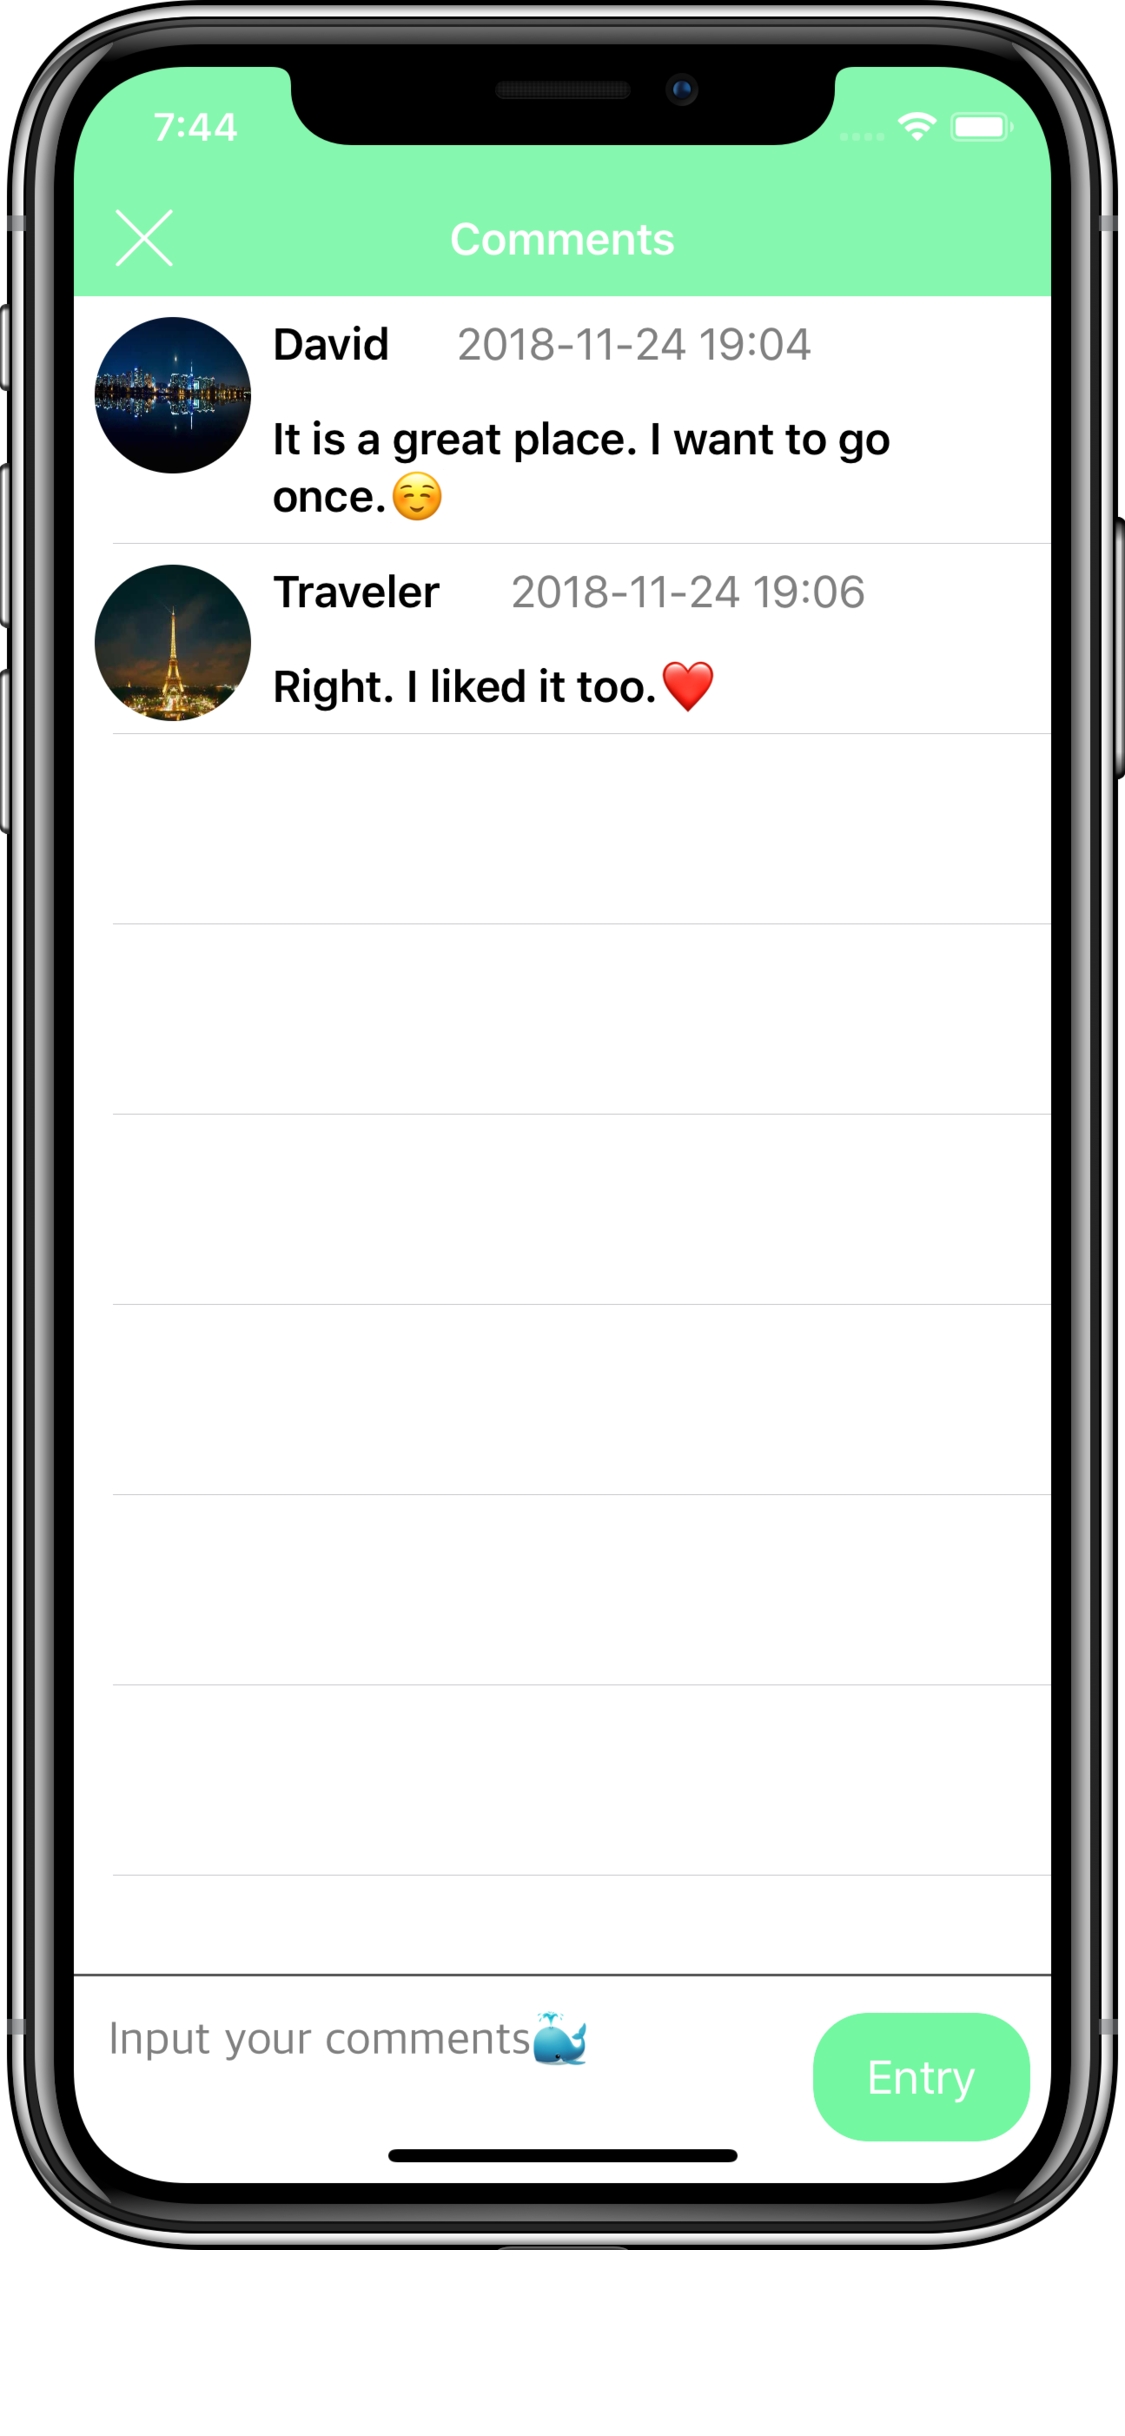 7:44
Comments
David 2018-11-24 19:04
It is a great place. I want to go
once.☺️
Traveler 2018-11-24 19:06
Right. I liked it too.❤️
Input your comments🐳
Entry